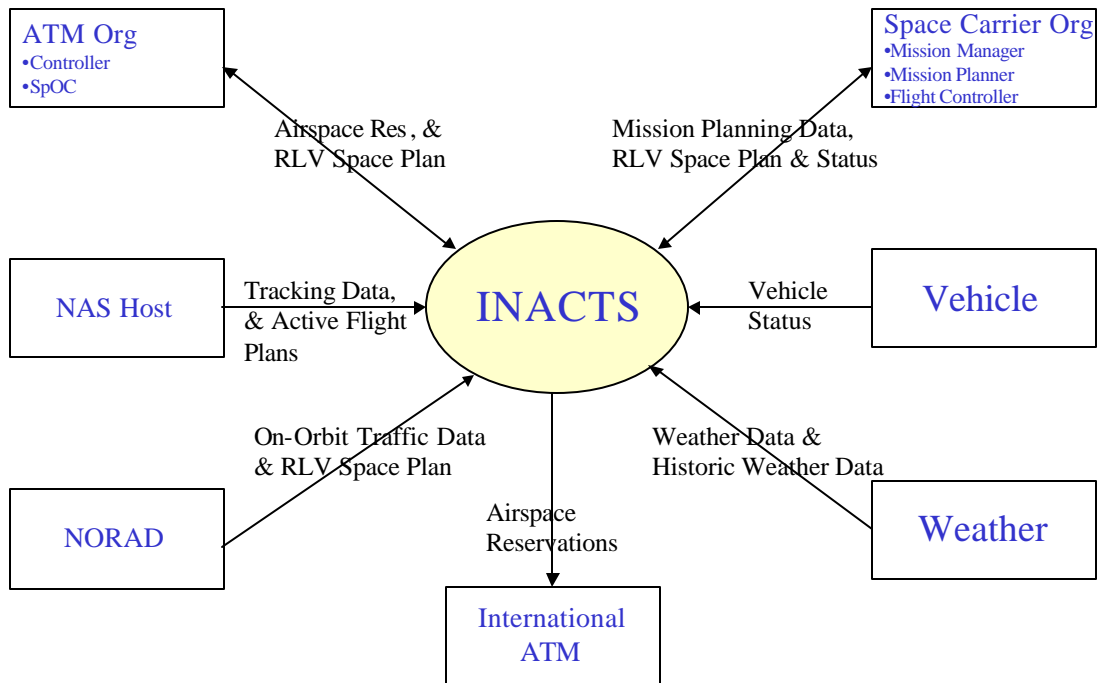 ATM Org
•Controller
•SpOC
Space Carrier Org
•Mission Manager
•Mission Planner
•Flight Controller
Airspace Res, &
RLV Space Plan
Mission Planning Data,
RLV Space Plan & Status
NAS Host
Tracking Data,
& Active Flight
Plans
INACTS
Vehicle
Status
Vehicle
On-Orbit Traffic Data
& RLV Space Plan
Weather Data &
Historic Weather Data
NORAD
Airspace
Reservations
Weather
International
ATM